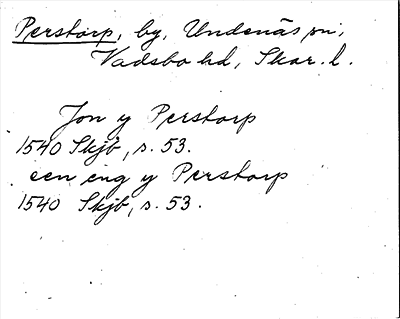 Perstorp, by, Undenäs sn,
Vadsbo hd, Skar. l.
Jon y Perstorp
1540 Skjb, s. 53.
een eng y Perstorp
1540 Skjb, s. 53.